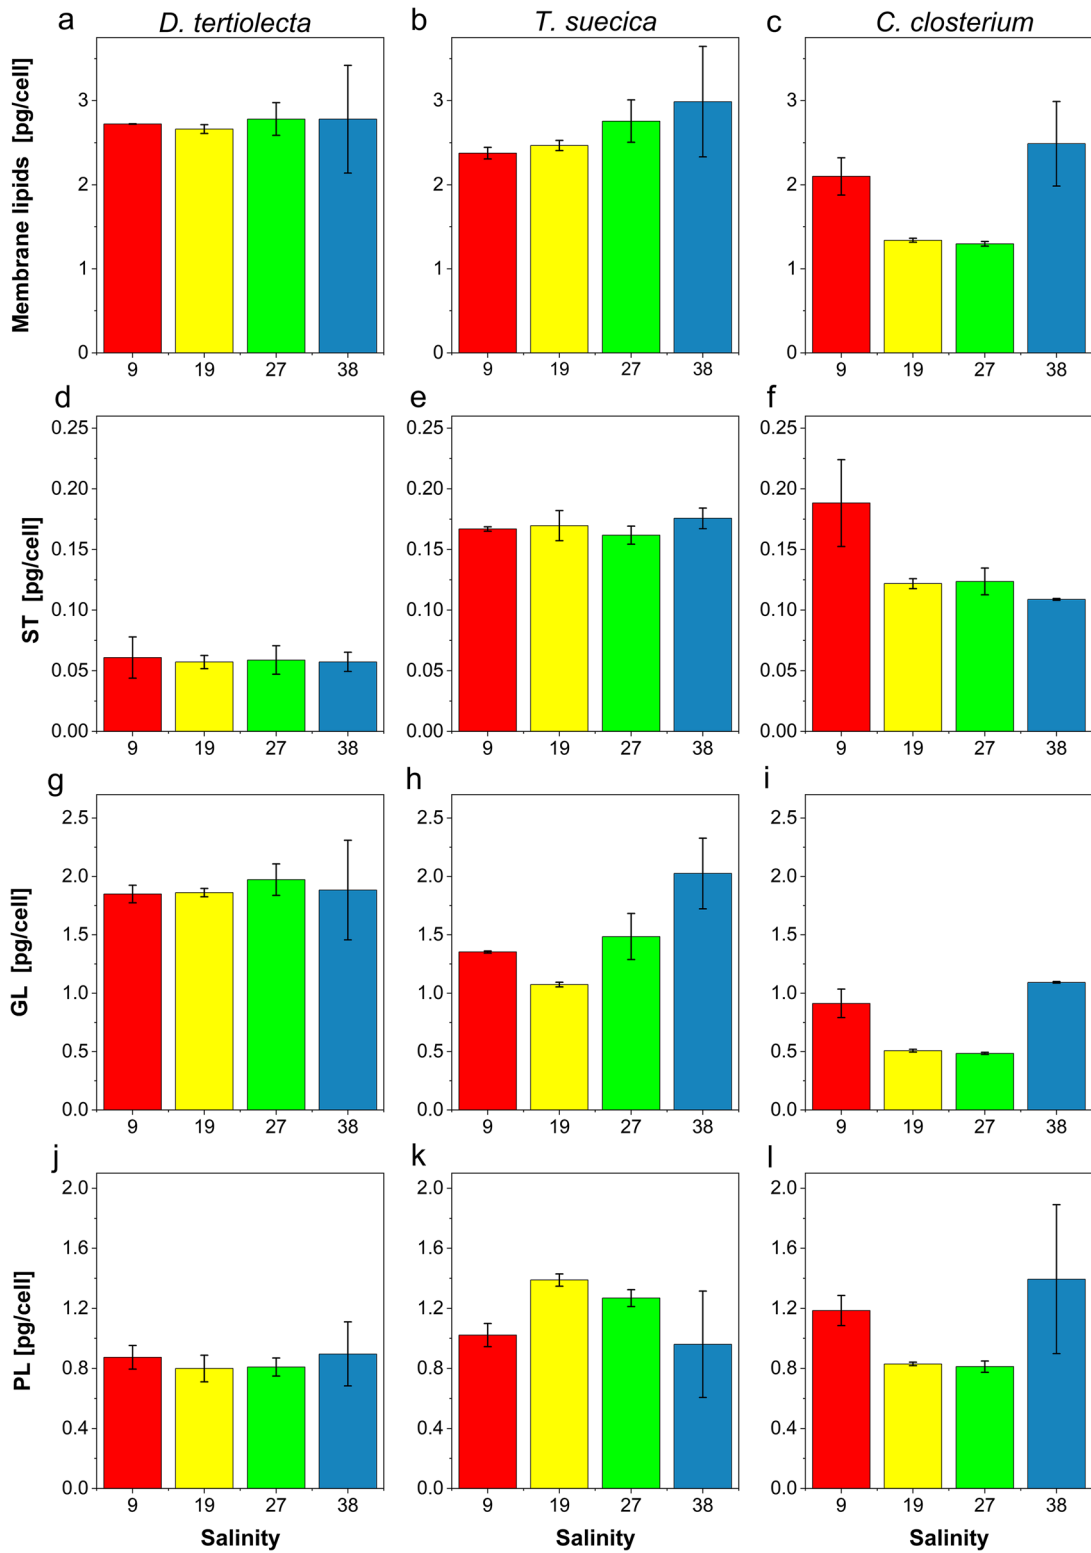 a D. tertiolecta b T. suecica c C. closterium
Membrane lipids [pg/cell]
3 3 3
2 2 2
1 1 1
0 0 0
9 19 27 38 9 19 27 38 9 19 27 38
d e f
ST [pg/cell]
0.25 0.25 0.25
0.20 0.20 0.20
0.15 0.15 0.15
0.10 0.10 0.10
0.05 0.05 0.05
0.00 0.00 0.00
9 19 27 38 9 19 27 38 9 19 27 38
g h i
GL [pg/cell]
2.5 2.5 2.5
2.0 2.0 2.0
1.5 1.5 1.5
1.0 1.0 1.0
0.5 0.5 0.5
0.0 0.0 0.0
9 19 27 38 9 19 27 38 9 19 27 38
j k l
PL [pg/cell]
2.0 2.0 2.0
1.6 1.6 1.6
1.2 1.2 1.2
0.8 0.8 0.8
0.4 0.4 0.4
0.0 0.0 0.0
9 19 27 38 9 19 27 38 9 19 27 38
Salinity Salinity Salinity